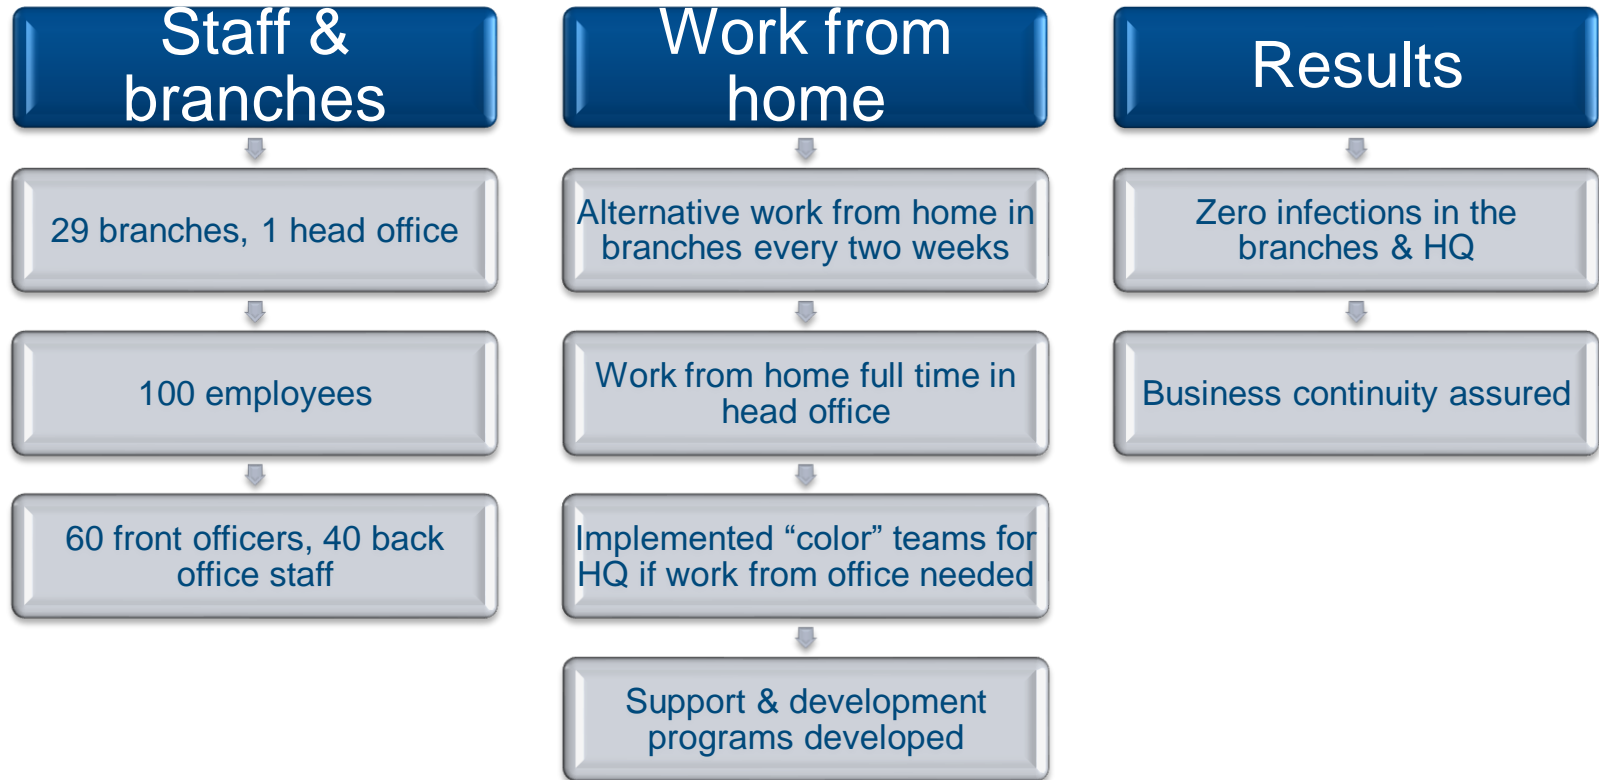 Staff &
branches
29 branches, 1 head office
100 employees
60 front officers, 40 back
office staff
Work from
home
Alternative work from home in
branches every two weeks
Work from home full time in
head office
Implemented “color” teams for
HQ if work from office needed
Support & development
programs developed
Results
Zero infections in the
branches & HQ
Business continuity assured